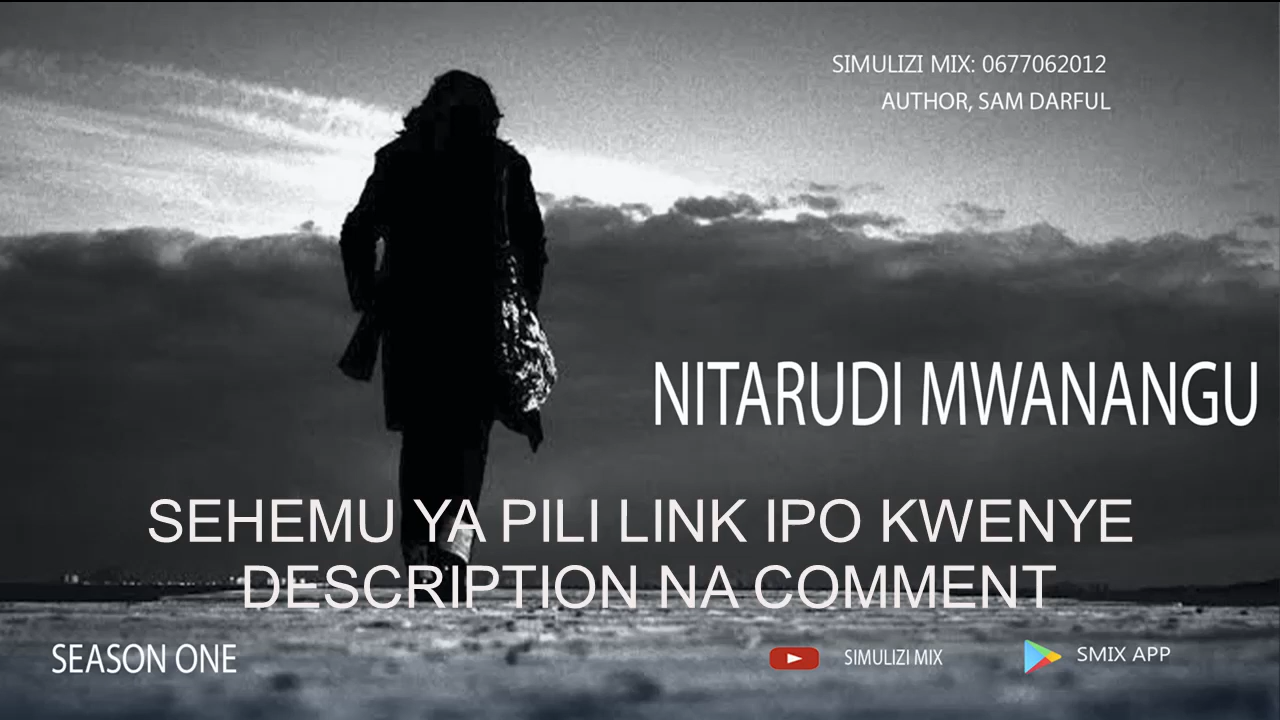 SIMULIZI MIX: 0677062012
AUTHOR, SAM DARFUL
NITARUDI MWANANGU
SEHEMU YA PILI LINK IPO KWENYE
DESCRIPTION NA COMMENT
SEASON ONE
SIMULIZI MIX
SMIX APP